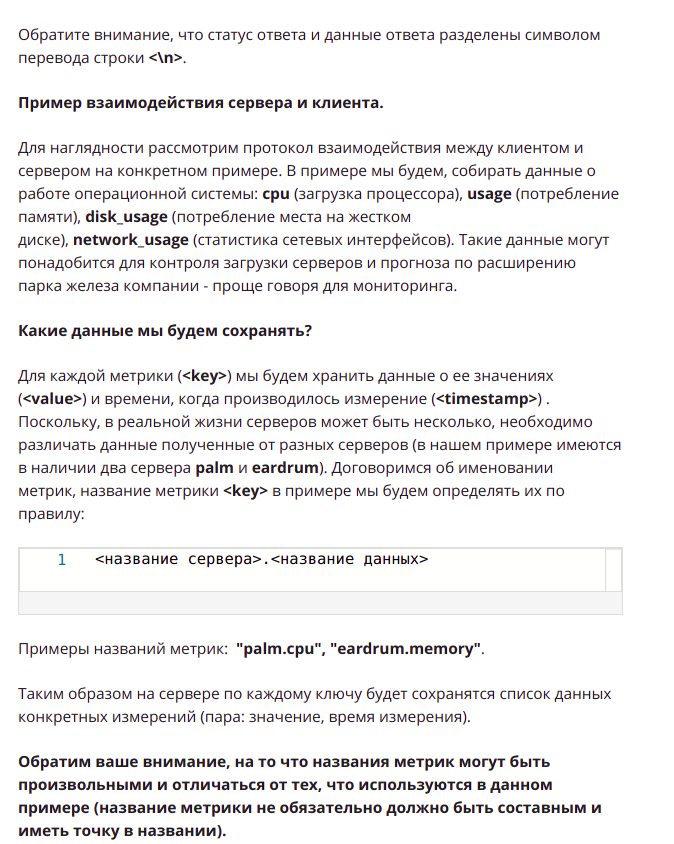 Обратите внимание, что статус ответа и данные ответа разделены символом
перевода строки <\n>.
Пример взаимодействия сервера и клиента.
Для наглядности рассмотрим протокол взаимодействия между клиентом и
сервером на конкретном примере. В примере мы будем, собирать данные о
работе операционной системы: cpu (загрузка процессора), usage (потребление
памяти), disk_usage (потребление места на жестком
диске), network_usage (статистика сетевых интерфейсов). Такие данные могут
понадобится для контроля загрузки серверов и прогноза по расширению
парка железа компании - проще говоря для мониторинга.
Какие данные мы будем сохранять?
Для каждой метрики (<key>) мы будем хранить данные о ее значениях
(<value>) и времени, когда производилось измерение (<timestamp>) .
Поскольку, в реальной жизни серверов может быть несколько, необходимо
различать данные полученные от разных серверов (в нашем примере имеются
в наличии два сервера palm и eardrum). Договоримся об именовании
метрик, название метрики <key> в примере мы будем определять их по
правилу:
1 <название сервера>.<название данных>
Примеры названий метрик: "palm.cpu", "eardrum.memory".
Таким образом на сервере по каждому ключу будет сохранятся список данных
конкретных измерений (пара: значение, время измерения).
Обратим ваше внимание, на то что названия метрик могут быть
произвольными и отличаться от тех, что используются в данном
примере (название метрики не обязательно должно быть составным и
иметь точку в названии).